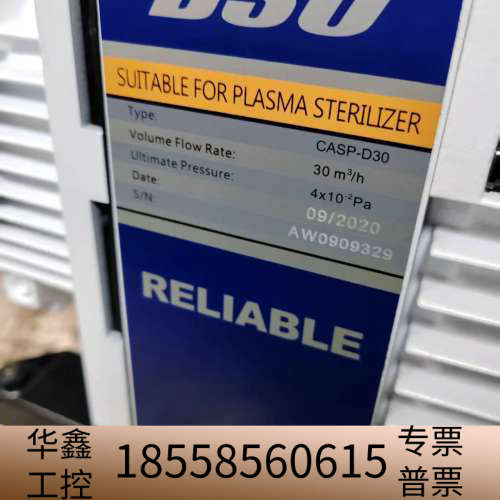 D30
SUITABLE FOR PLASMA STERILIZER
Type: CASP-D30
Volume Flow Rate: 30 m³/h
Ultimate Pressure: 4x10⁻²Pa
Date: 09/2020
S/N: AW0909329
RELIABLE
华鑫 18558560615 专票
工控 普票